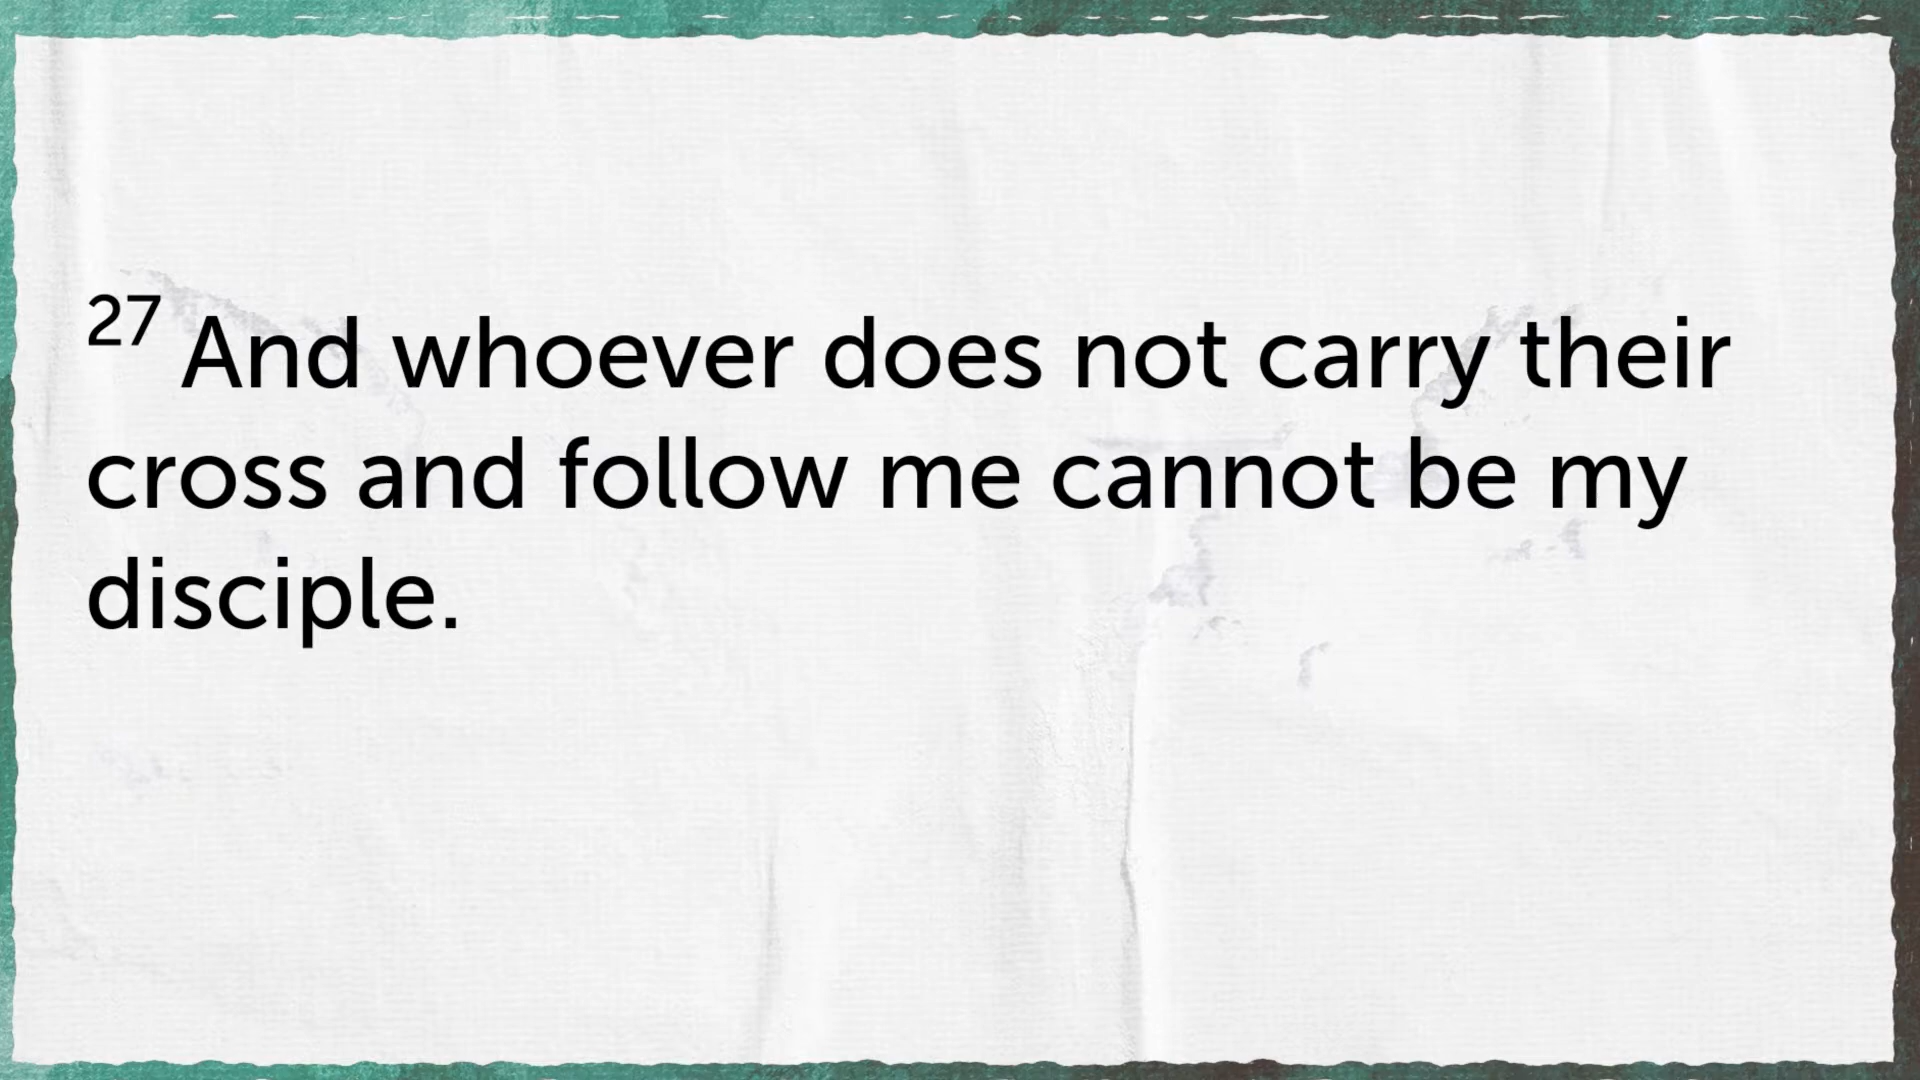 27 And whoever does not carry their
cross and follow me cannot be my
disciple.